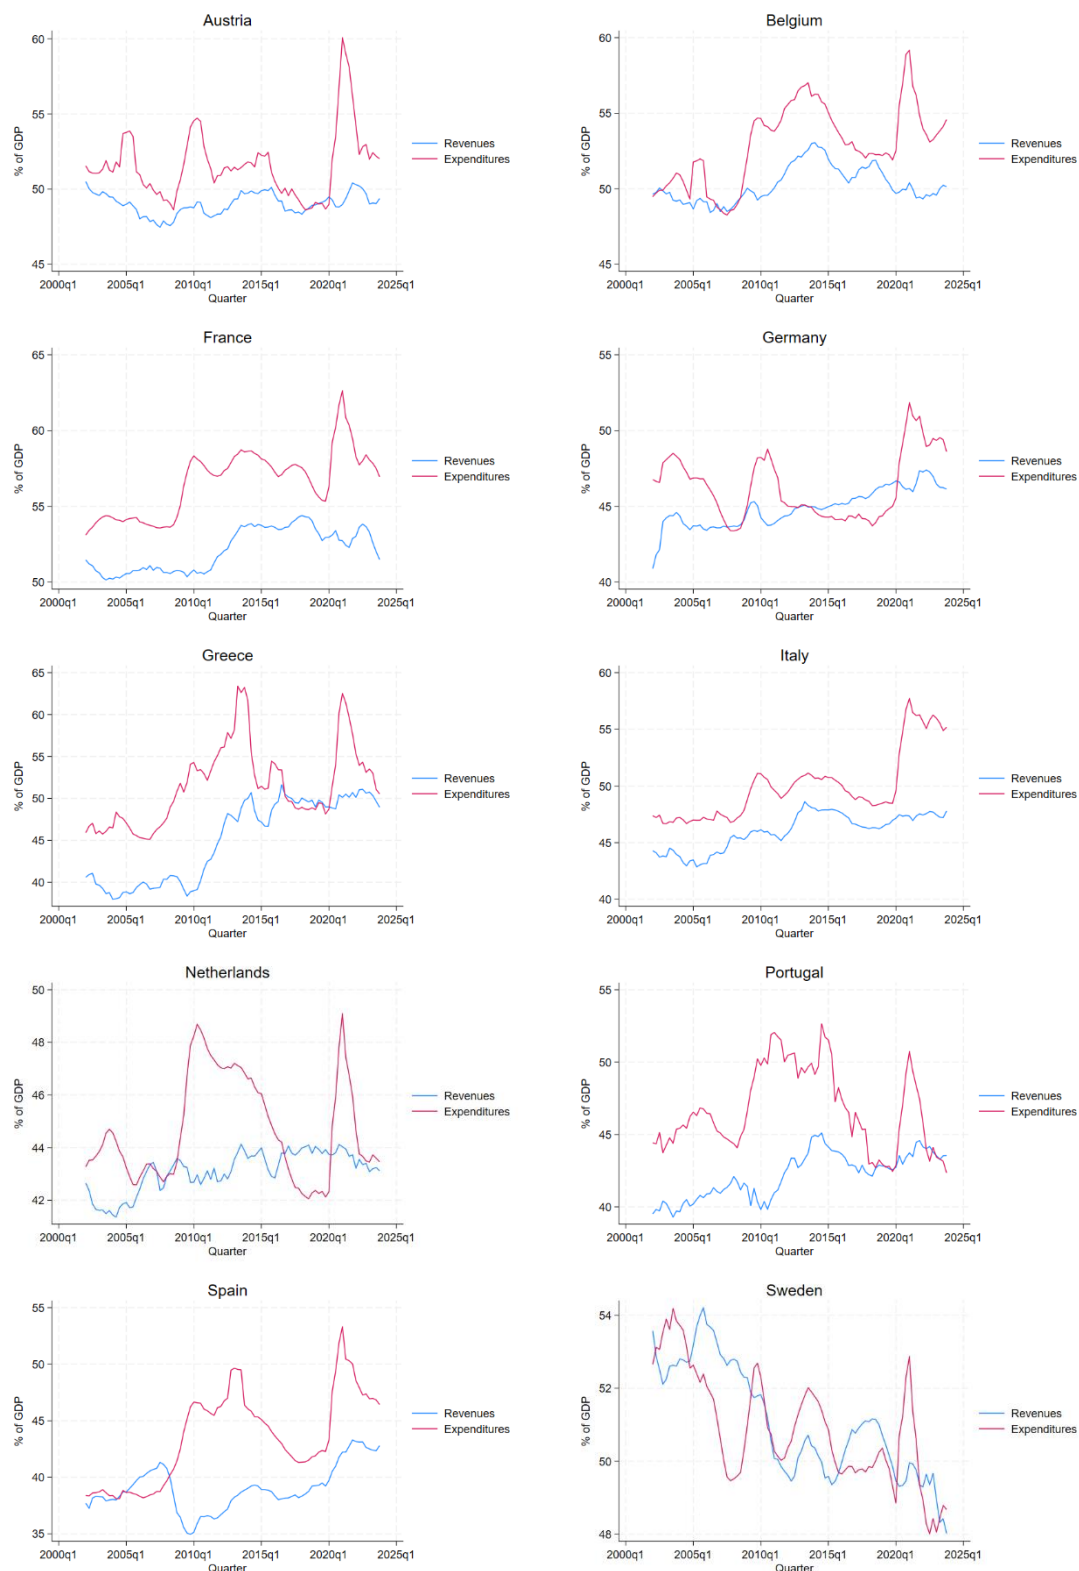 Austria
% of GDP
60
55
50
45
2000q1 2005q1 2010q1 2015q1 2020q1 2025q1
Quarter
Revenues
Expenditures
Belgium
% of GDP
60
55
50
45
2000q1 2005q1 2010q1 2015q1 2020q1 2025q1
Quarter
Revenues
Expenditures
France
% of GDP
65
60
55
50
2000q1 2005q1 2010q1 2015q1 2020q1 2025q1
Quarter
Revenues
Expenditures
Germany
% of GDP
55
50
45
40
2000q1 2005q1 2010q1 2015q1 2020q1 2025q1
Quarter
Revenues
Expenditures
Greece
% of GDP
65
60
55
50
45
40
2000q1 2005q1 2010q1 2015q1 2020q1 2025q1
Quarter
Revenues
Expenditures
Italy
% of GDP
60
55
50
45
40
2000q1 2005q1 2010q1 2015q1 2020q1 2025q1
Quarter
Revenues
Expenditures
Netherlands
% of GDP
50
48
46
44
42
2000q1 2005q1 2010q1 2015q1 2020q1 2025q1
Quarter
Revenues
Expenditures
Portugal
% of GDP
55
50
45
40
2000q1 2005q1 2010q1 2015q1 2020q1 2025q1
Quarter
Revenues
Expenditures
Spain
% of GDP
55
50
45
40
35
2000q1 2005q1 2010q1 2015q1 2020q1 2025q1
Quarter
Revenues
Expenditures
Sweden
% of GDP
54
52
50
48
2000q1 2005q1 2010q1 2015q1 2020q1 2025q1
Quarter
Revenues
Expenditures